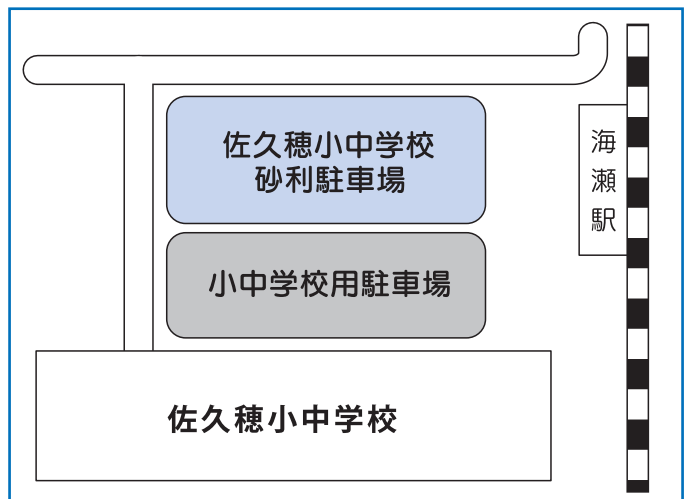 佐久穂小中学校
砂利駐車場
海瀬駅
小中学校用駐車場
佐久穂小中学校